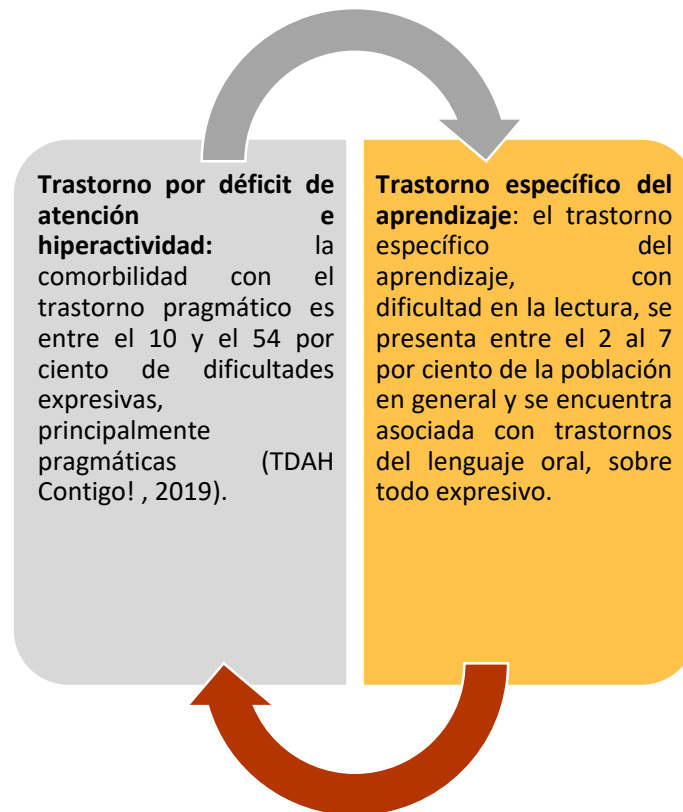 Trastorno por déficit de
atención e
hiperactividad: la
comorbilidad con el
trastorno pragmático es
entre el 10 y el 54 por
ciento de dificultades
expresivas,
principalmente
pragmáticas (TDAH
Contigo! , 2019).
Trastorno específico del
aprendizaje: el trastorno
específico del
aprendizaje, con
dificultad en la lectura, se
presenta entre el 2 al 7
por ciento de la población
en general y se encuentra
asociada con trastornos
del lenguaje oral, sobre
todo expresivo.